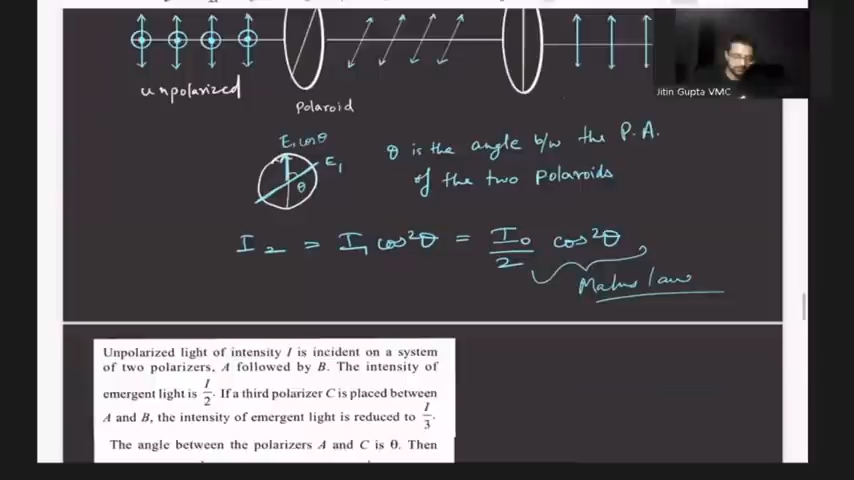 unpolarized
Polaroid
Jitin Gupta VMC
E₁ cosθ
E₁
θ
θ is the angle b/w the P.A.
of the two Polaroids
I₂ = I₁ cos²θ = I₀/2 cos²θ
Malus law
Unpolarized light of intensity I is incident on a system
of two polarizers, A followed by B. The intensity of
emergent light is I/2. If a third polarizer C is placed between
A and B, the intensity of emergent light is reduced to I/3.
The angle between the polarizers A and C is θ. Then